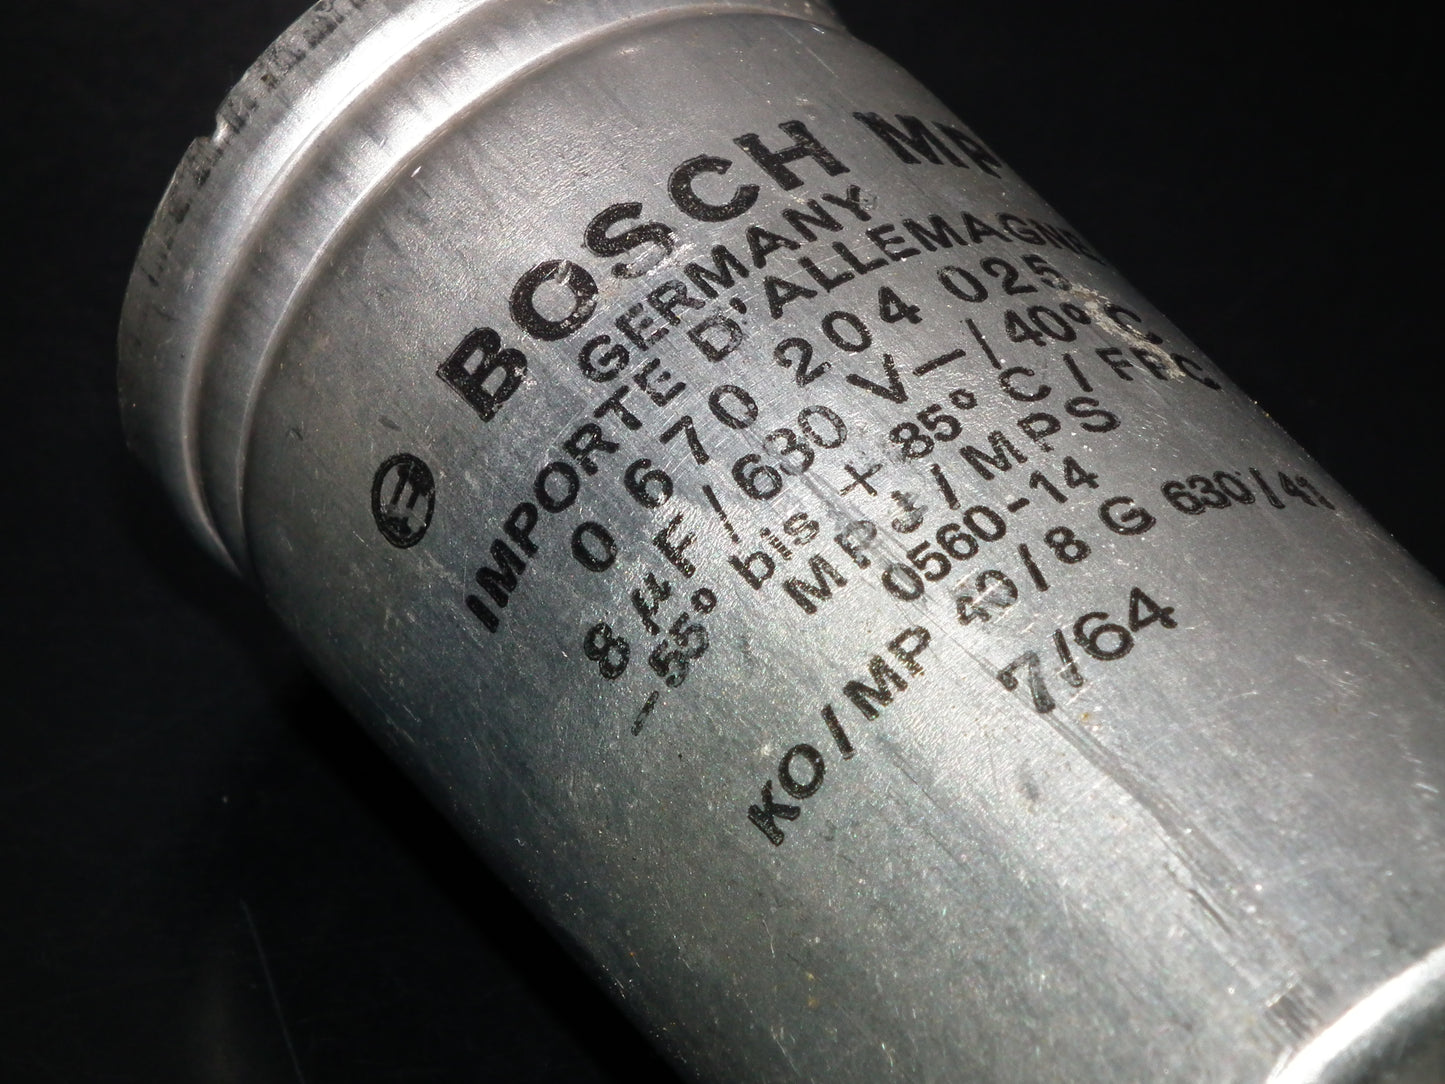 BOSCH MP
GERMANY
IMPORTE D'ALLEMAGNE
0 670 204 025
8 µF/630 V—/40° C
-55° bis + 85° C/FPC
MPJ/MPS
0560-14
KO/MP 40/8 G 630/41
7/64